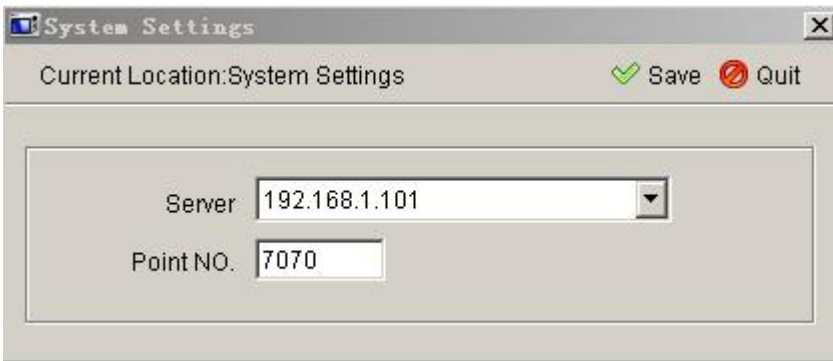 System Settings
Current Location:System Settings Save Quit
Server 192.168.1.101
Point NO. 7070